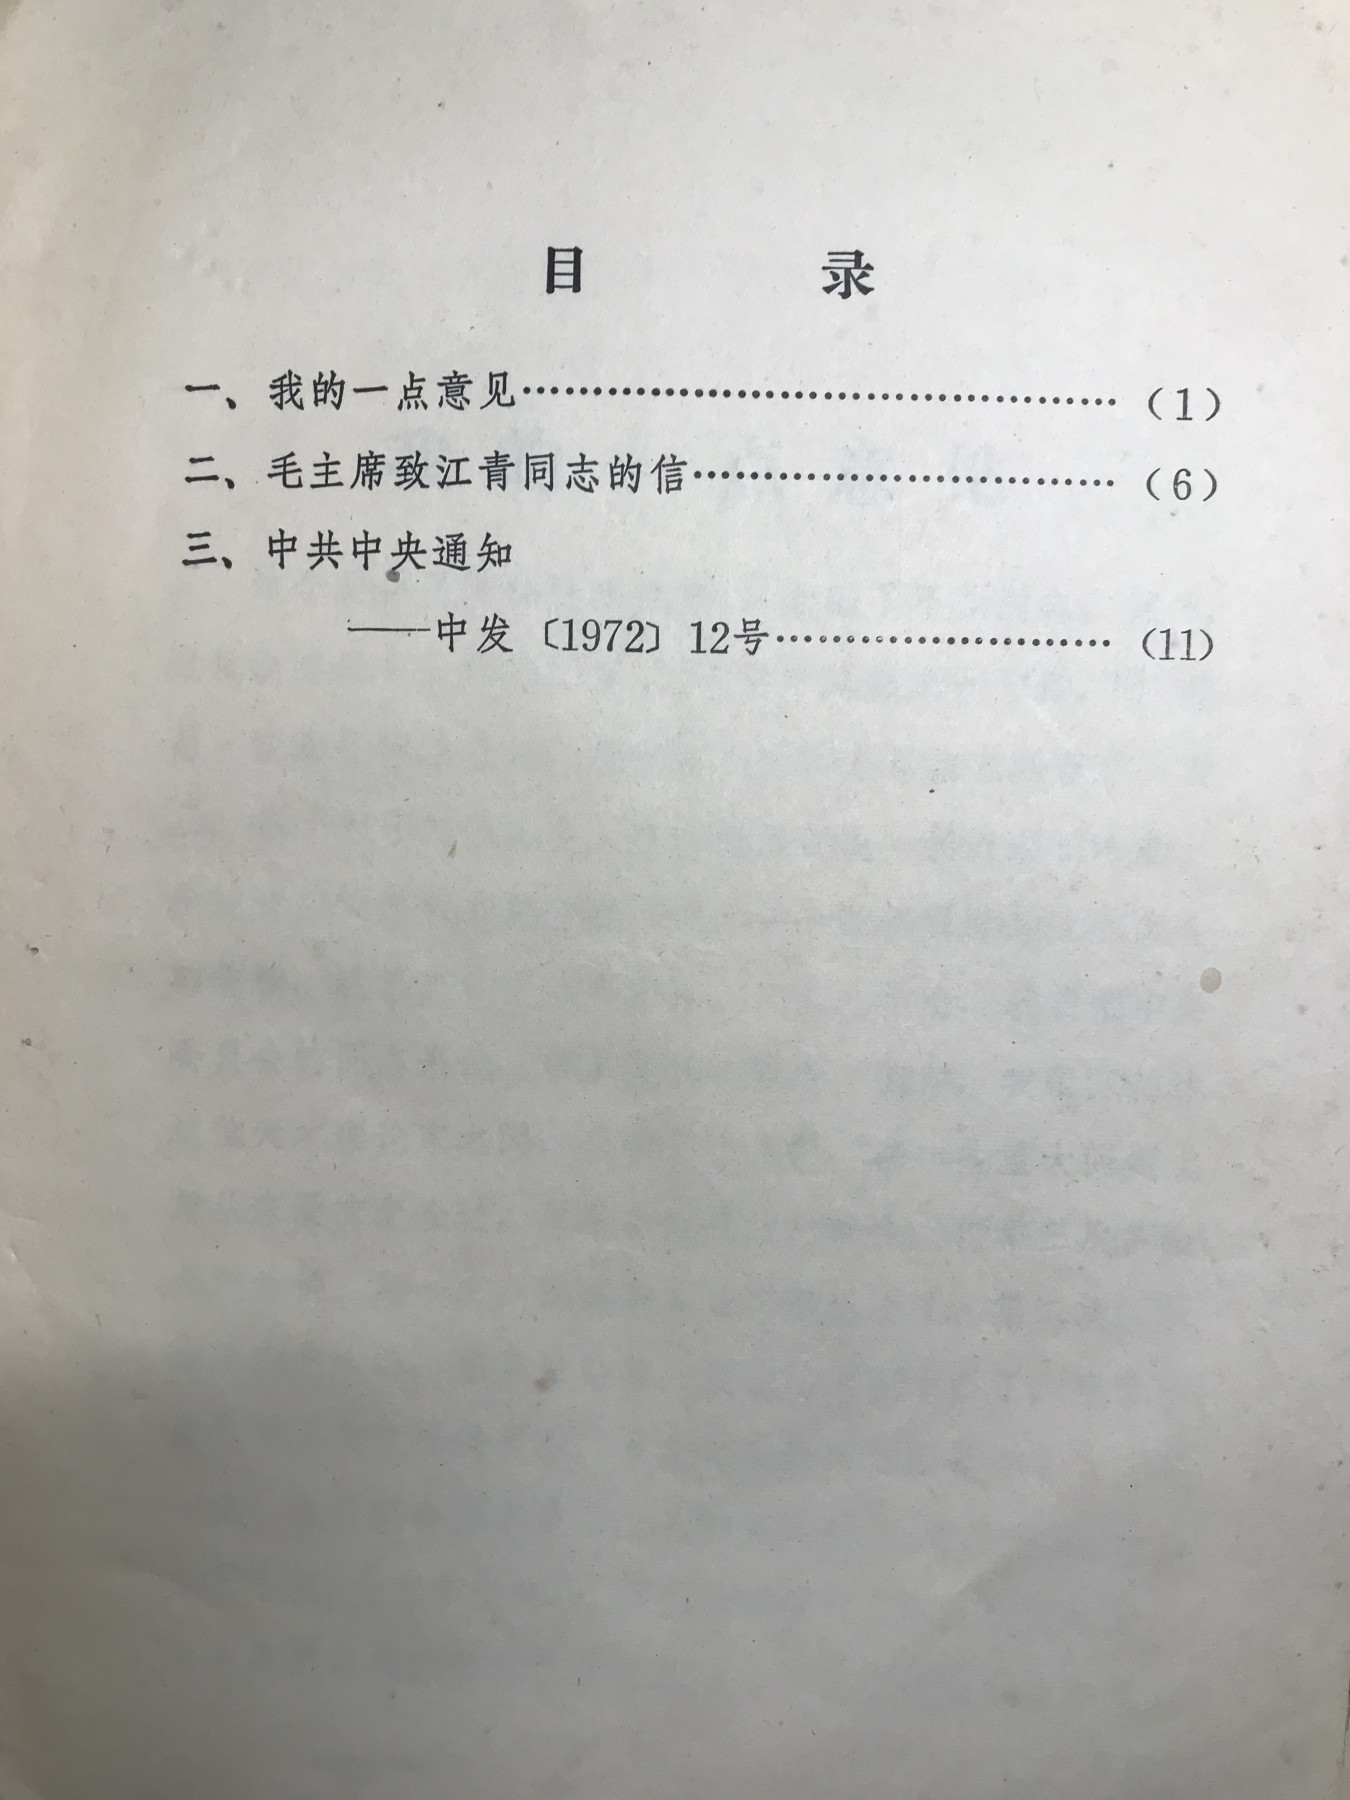 目 录
一、我的一点意见……………………………………(1)
二、毛主席致江青同志的信…………………………(6)
三、中共中央通知
——中发〔1972〕12号……………………(11)